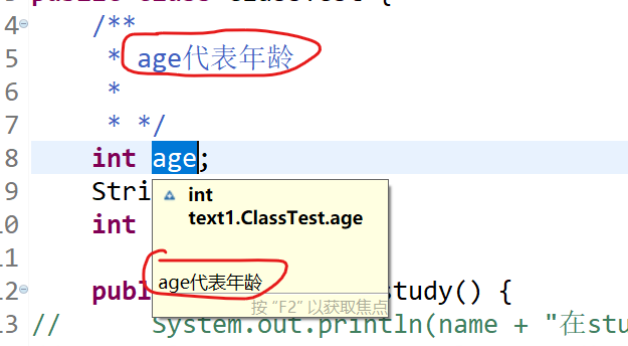 public class ClassTest {
4 /**
5 * age代表年龄
6 *
7 * */
8 int age;
9 Stri
10 int
int
text1.ClassTest.age
11
age代表年龄
12 publ study() {
按 “F2” 以获取焦点
13 // System.out.println(name + "在stu